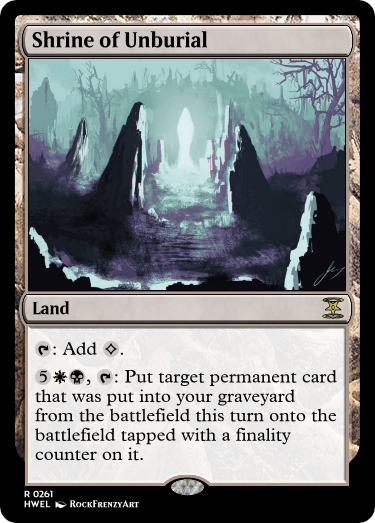 Shrine of Unburial
Land
: Add .
5, : Put target permanent card
that was put into your graveyard
from the battlefield this turn onto the
battlefield tapped with a finality
counter on it.
R 0261
HWEL RockFrenzyArt